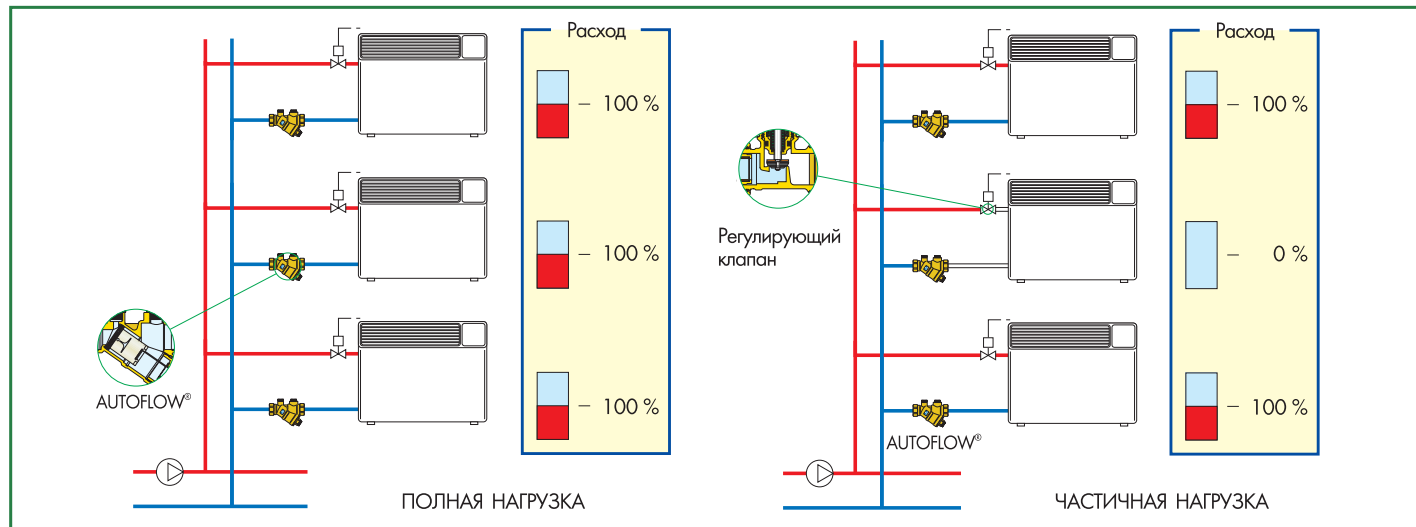 Расход
– 100 %
– 100 %
– 100 %
AUTOFLOW®
ПОЛНАЯ НАГРУЗКА
Расход
– 100 %
– 0 %
– 100 %
Регулирующий
клапан
AUTOFLOW®
ЧАСТИЧНАЯ НАГРУЗКА